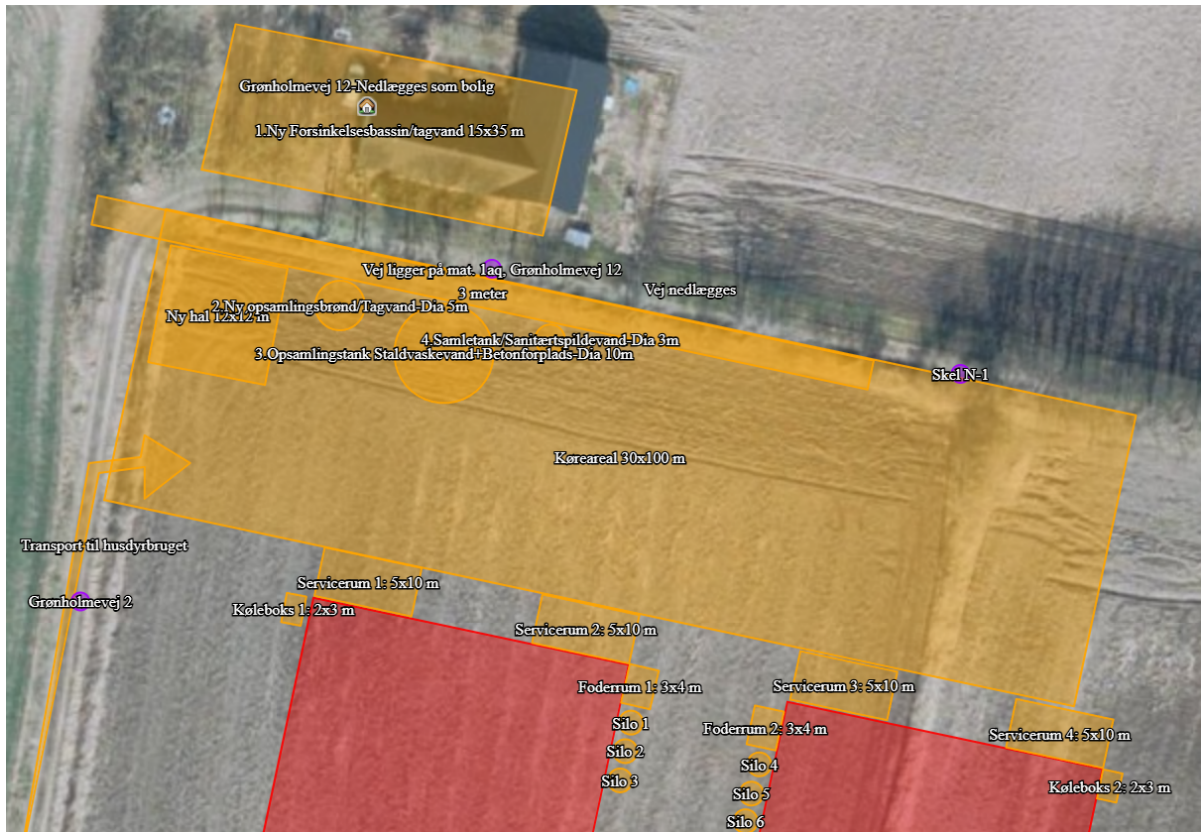 Grønholmevej 12-Nedlægges som bolig
1.Ny Forsinkelsesbassin/tagvand 15x35 m
Vej ligger på mat. 1aq, Grønholmevej 12
3 meter
Vej nedlægges
2.Ny opsamlingsbrønd/Tagvand-Dia 5m
Ny hal 12x12 m
4.Samletank/Sanitærtspildevand-Dia 3m
3.Opsamlingstank Staldvaskevand+Betonforplads-Dia 10m
Skel N-1
Køreareal 30x100 m
Transport til husdyrbruget
Grønholmevej 2
Servicerum 1: 5x10 m
Køleboks 1: 2x3 m
Servicerum 2: 5x10 m
Foderrum 1: 3x4 m
Servicerum 3: 5x10 m
Silo 1
Foderrum 2: 3x4 m
Servicerum 4: 5x10 m
Silo 2
Silo 4
Silo 3
Køleboks 2: 2x3 m
Silo 5
Silo 6